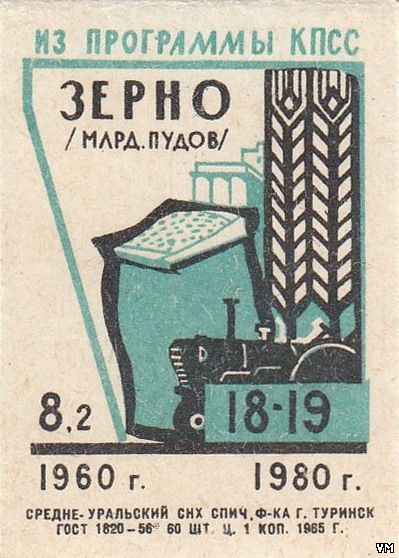 ИЗ ПРОГРАММЫ КПСС
ЗЕРНО
/МЛРД. ПУДОВ/
8,2 18-19
1960 г. 1980 г.
СРЕДНЕ-УРАЛЬСКИЙ СНХ СПИЧ. Ф-КА Г. ТУРИНСК
ГОСТ 1820-56 60 ШТ. Ц. 1 КОП. 1965 Г.
VM